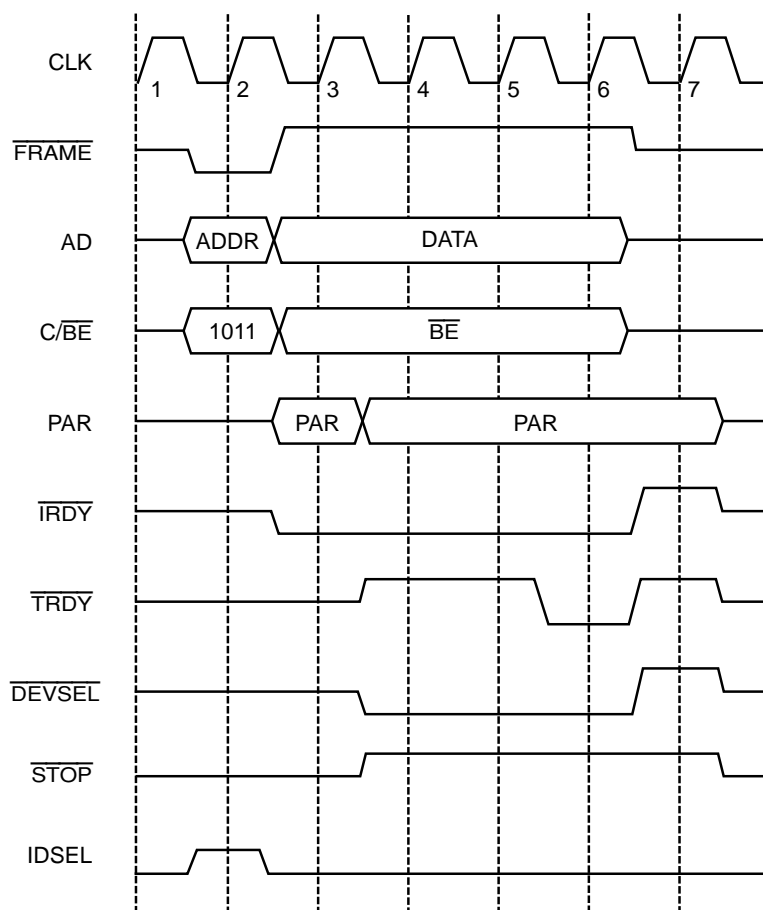 CLK
1 2 3 4 5 6 7
FRAME
AD ADDR DATA
C/BE 1011 BE
PAR PAR PAR
IRDY
TRDY
DEVSEL
STOP
IDSEL